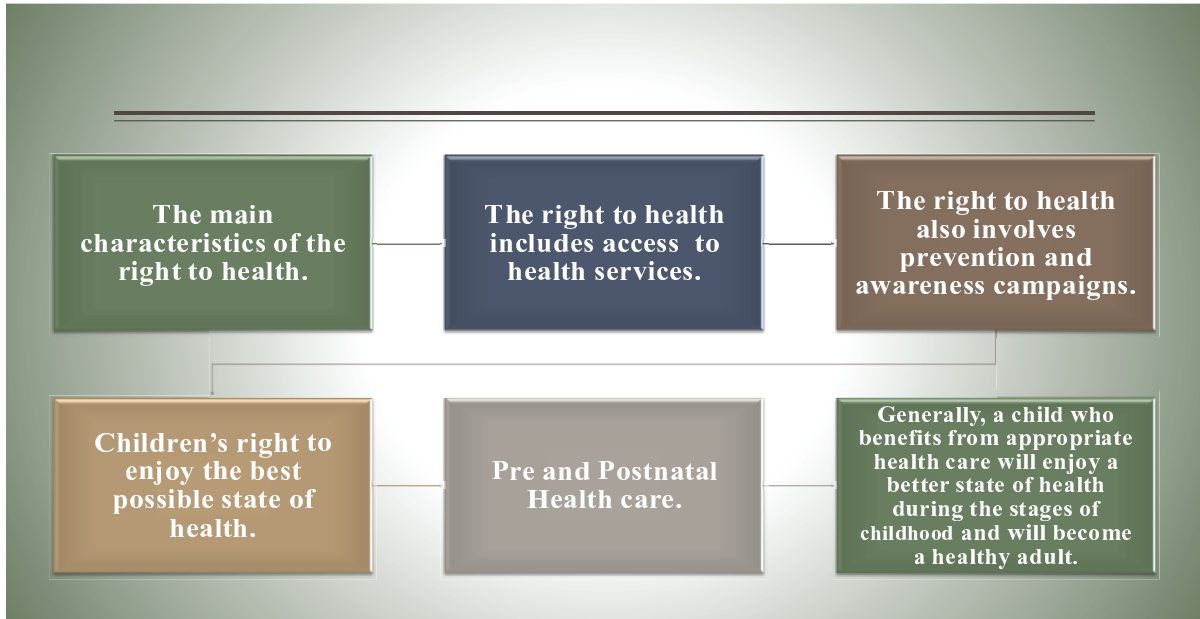 The main
characteristics of the
right to health.
The right to health
includes access to
health services.
The right to health
also involves
prevention and
awareness campaigns.
Children’s right to
enjoy the best
possible state of
health.
Pre and Postnatal
Health care.
Generally, a child who
benefits from appropriate
health care will enjoy a
better state of health
during the stages of
childhood and will become
a healthy adult.